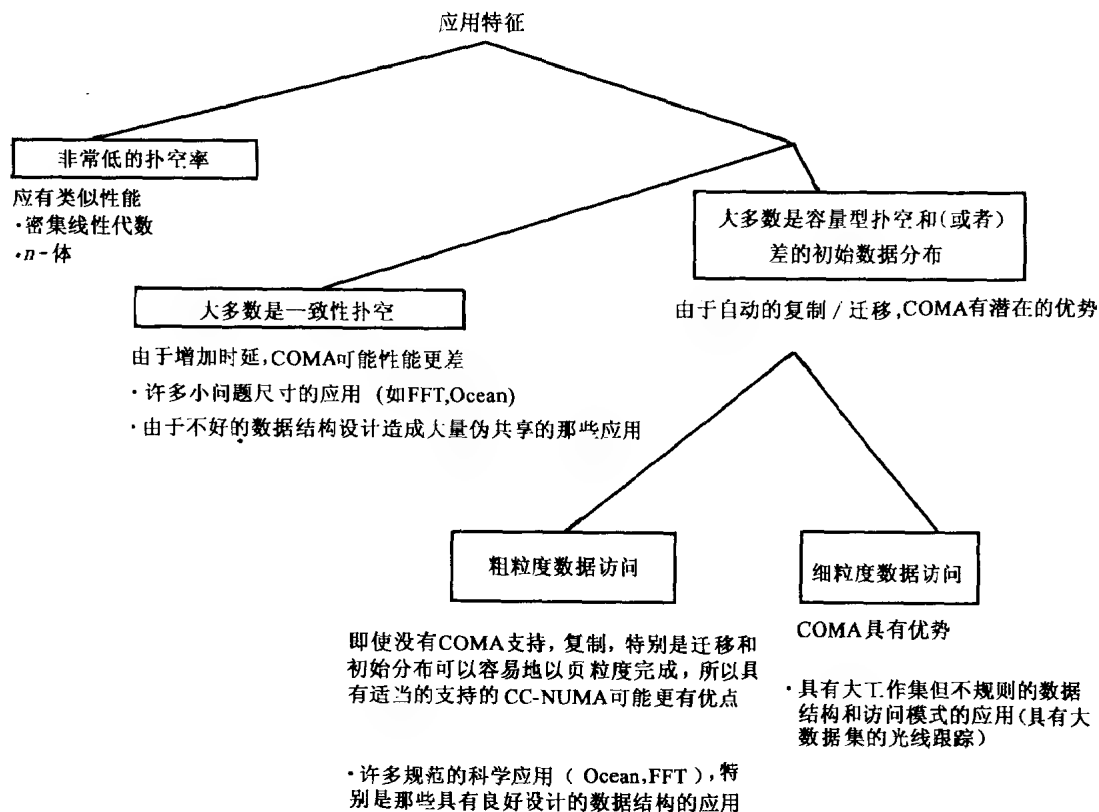 应用特征
非常低的扑空率
应有类似性能
·密集线性代数
·n-体
大多数是容量型扑空和(或者)
差的初始数据分布
由于自动的复制/迁移,COMA有潜在的优势
大多数是一致性扑空
由于增加时延,COMA可能性能更差
·许多小问题尺寸的应用 (如FFT,Ocean)
·由于不好的数据结构设计造成大量伪共享的那些应用
粗粒度数据访问
即使没有COMA支持,复制,特别是迁移和
初始分布可以容易地以页粒度完成,所以具
有适当的支持的CC-NUMA可能更有优点
·许多规范的科学应用 ( Ocean,FFT ),特
别是那些具有良好设计的数据结构的应用
细粒度数据访问
COMA具有优势
·具有大工作集但不规则的数据
结构和访问模式的应用(具有大
数据集的光线跟踪)